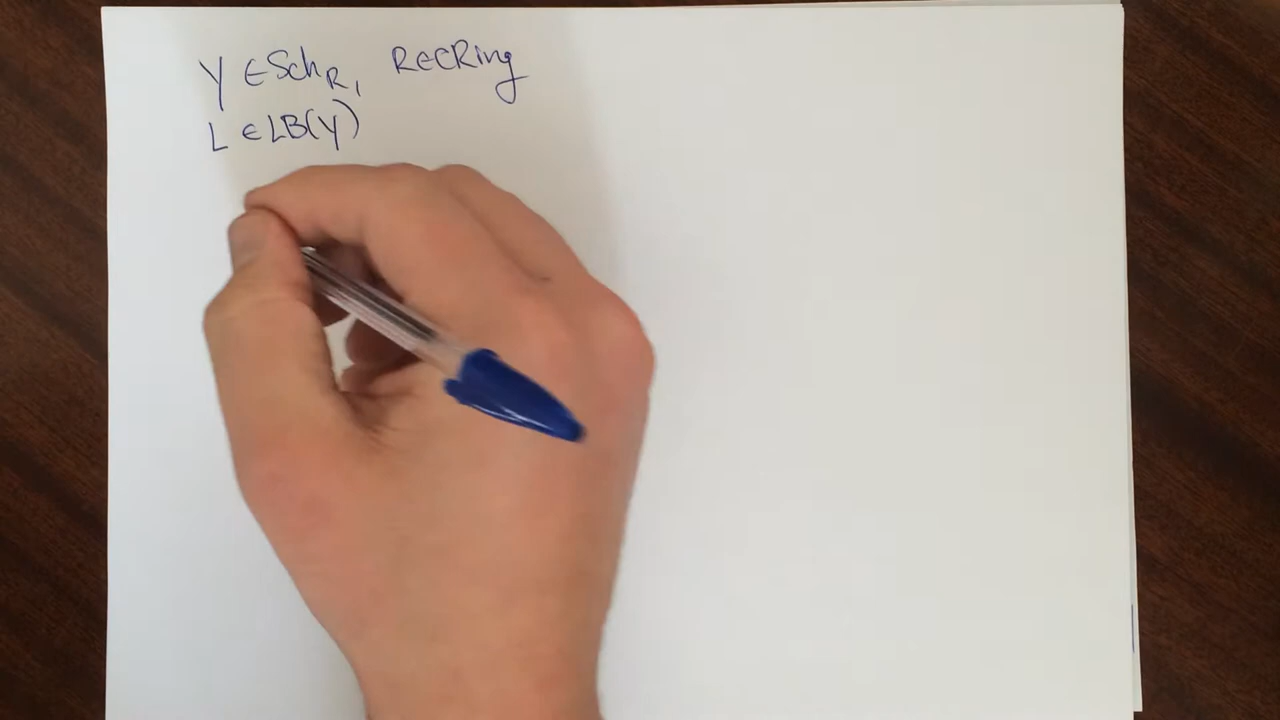 Y ∈ Sch_R, R ∈ CRing
L ∈ LB(Y)